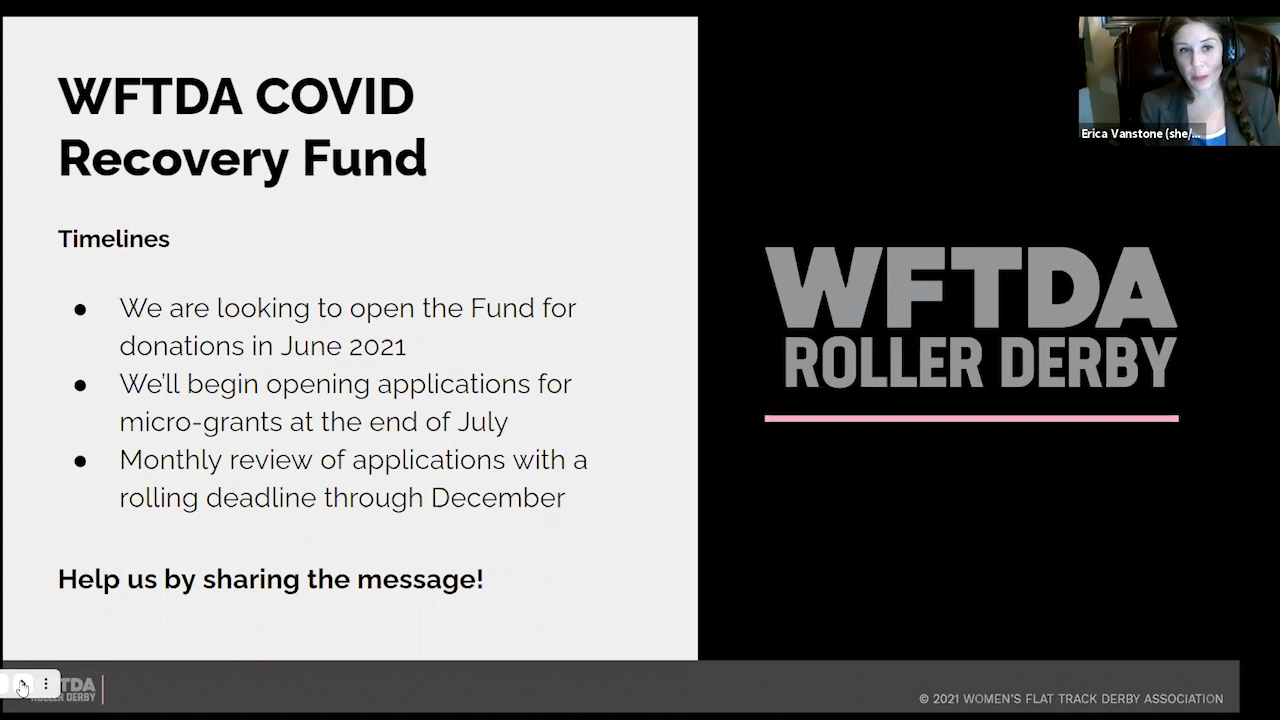 WFTDA COVID
Recovery Fund
Timelines
● We are looking to open the Fund for
donations in June 2021
● We'll begin opening applications for
micro-grants at the end of July
● Monthly review of applications with a
rolling deadline through December
Help us by sharing the message!
Erica Vanstone (she/...
WFTDA
ROLLER DERBY
ROLLER DERBY
© 2021 WOMEN'S FLAT TRACK DERBY ASSOCIATION